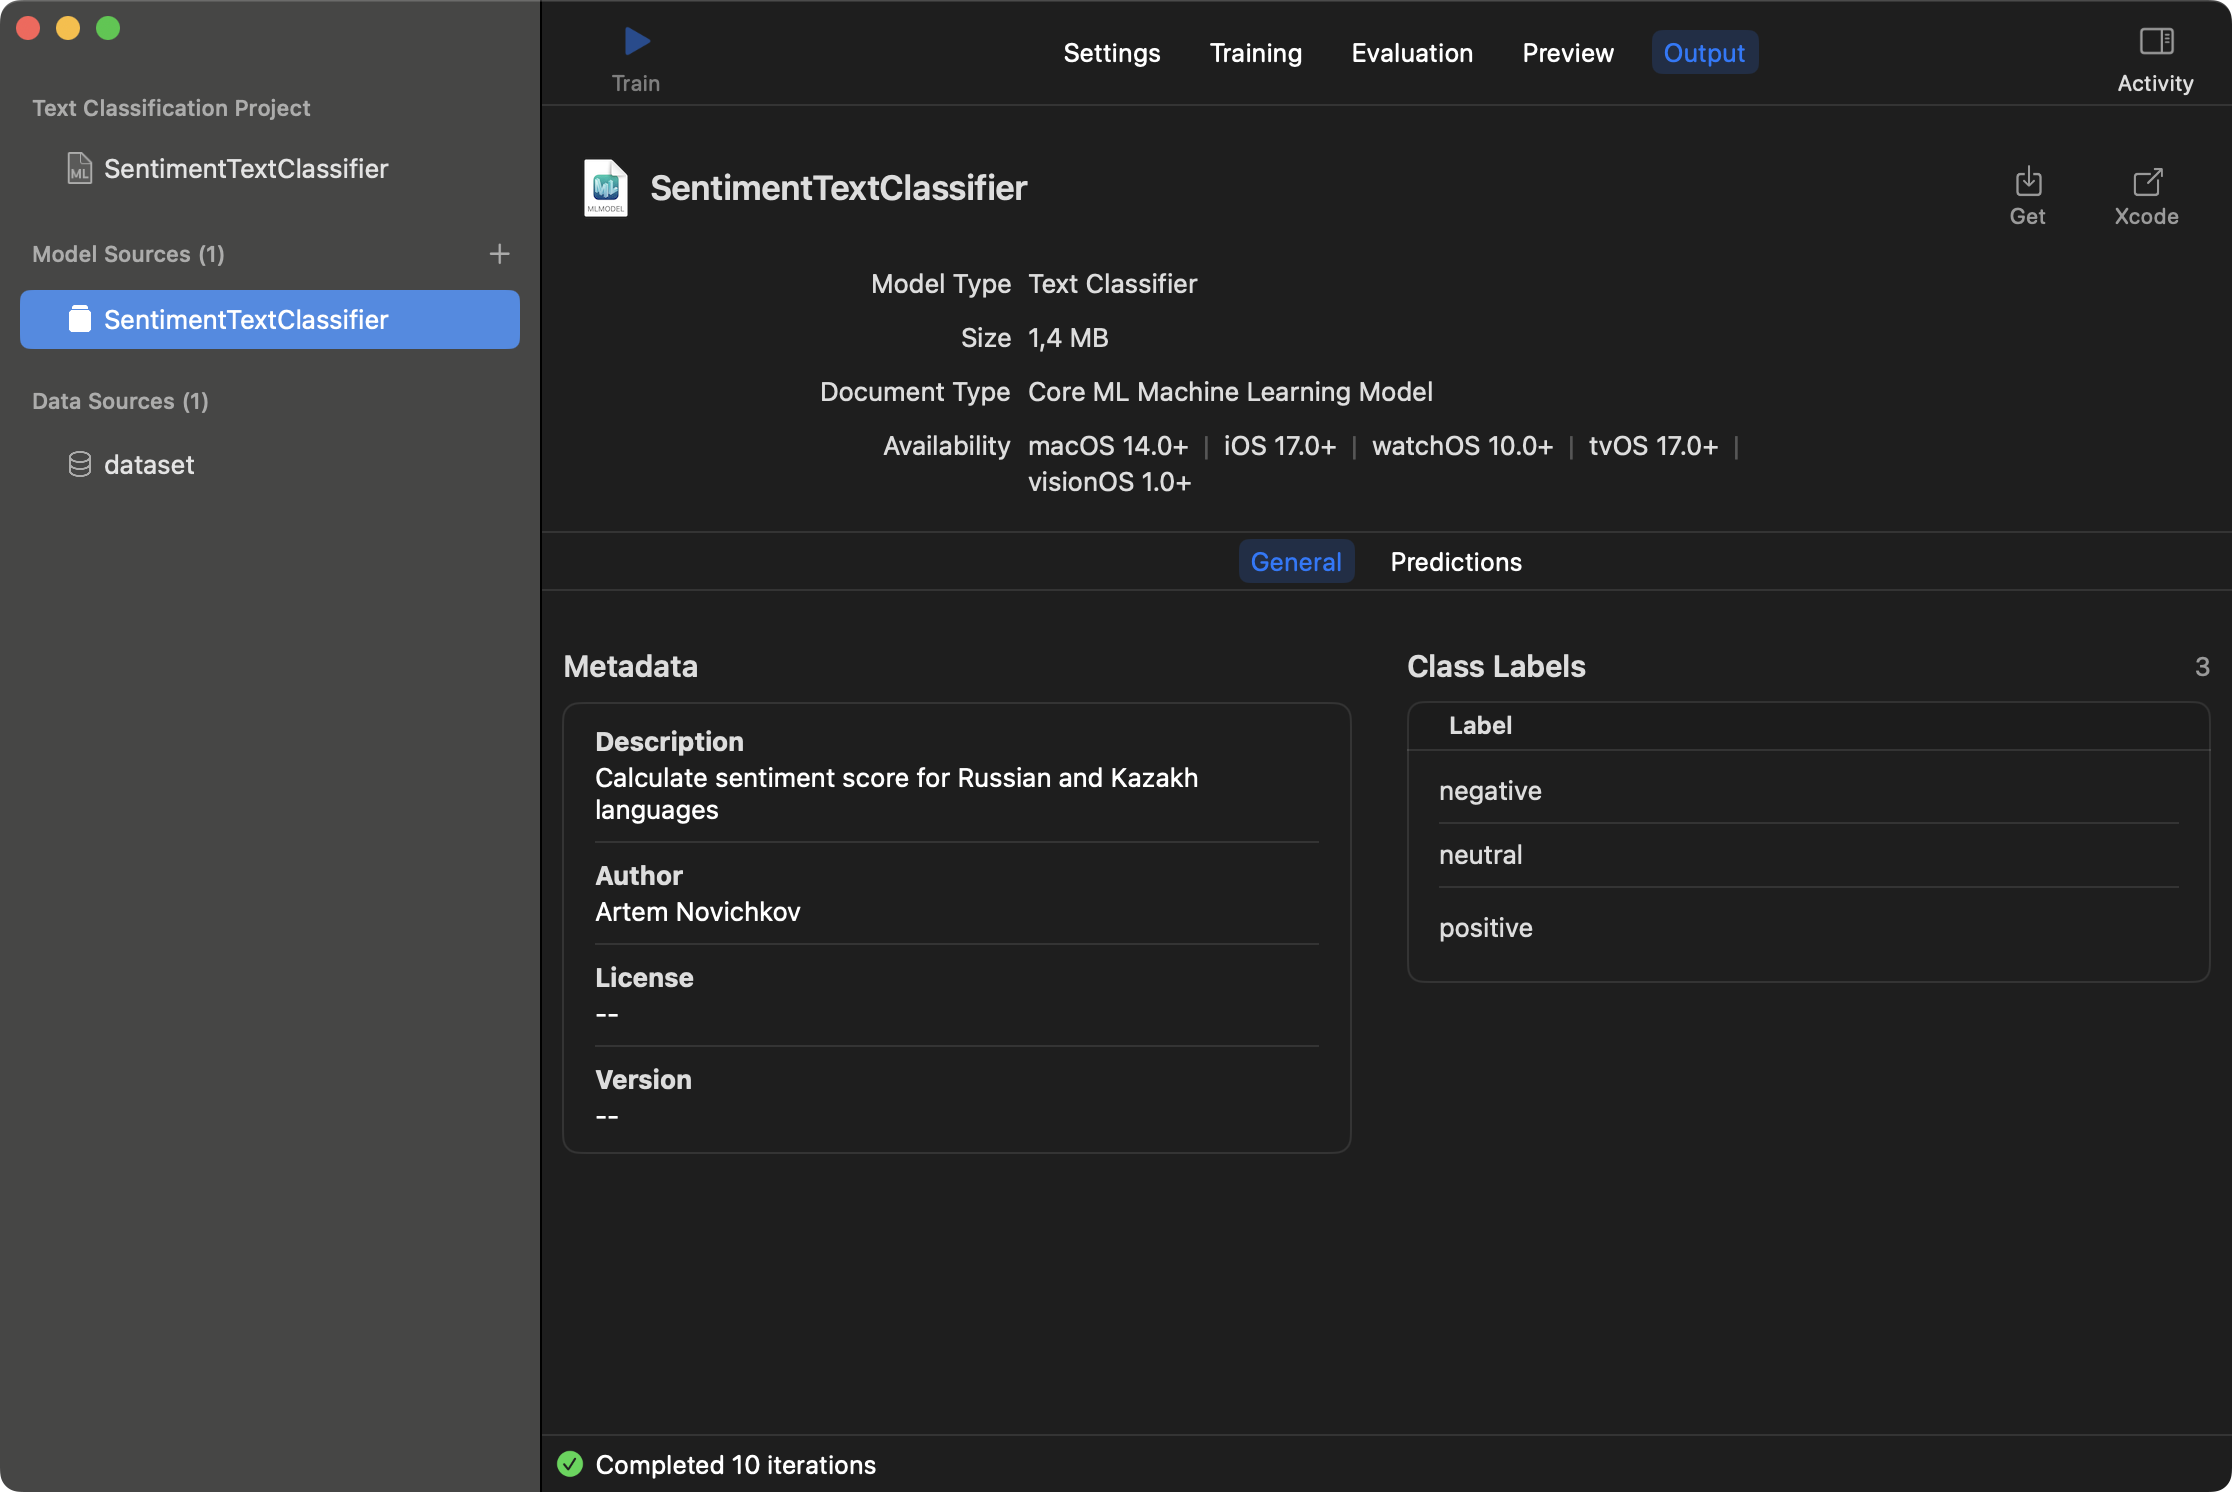 Train
Settings
Training
Evaluation
Preview
Output
Activity
Text Classification Project
ML
SentimentTextClassifier
Model Sources (1)
SentimentTextClassifier
Data Sources (1)
dataset
ML
MLMODEL
SentimentTextClassifier
Get
Xcode
Model Type Text Classifier
Size 1,4 MB
Document Type Core ML Machine Learning Model
Availability macOS 14.0+ | iOS 17.0+ | watchOS 10.0+ | tvOS 17.0+ |
visionOS 1.0+
General
Predictions
Metadata
Description
Calculate sentiment score for Russian and Kazakh
languages
Author
Artem Novichkov
License
--
Version
--
Class Labels 3
Label
negative
neutral
positive
Completed 10 iterations